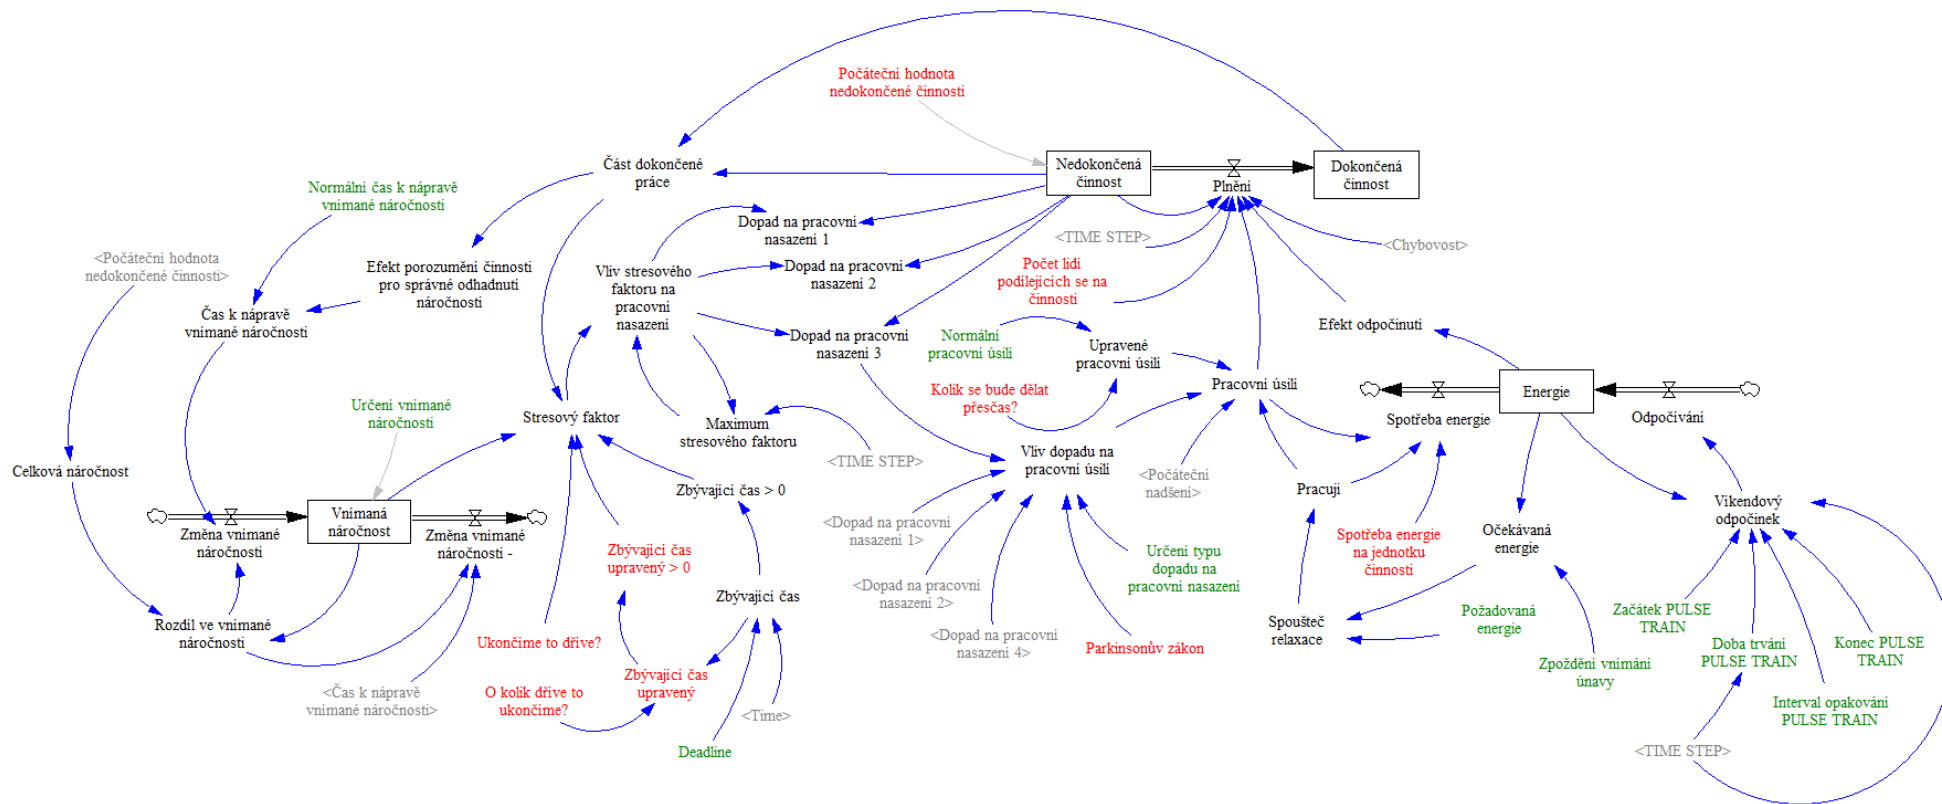 Počáteční hodnota
nedokončené činnosti
Část dokončené
práce
Nedokončená
činnost
Plnění
Dokončená
činnost
Normální čas k nápravě
vnímané náročnosti
Dopad na pracovní
nasazení 1
<TIME STEP>
<Chybovost>
<Počáteční hodnota
nedokončené činnosti>
Efekt porozumění činnosti
pro správné odhadnutí
náročnosti
Vliv stresového
faktoru na
pracovní
nasazení
Dopad na pracovní
nasazení 2
Počet lidí
podílejících se na
činnosti
Čas k nápravě
vnímané náročnosti
Dopad na pracovní
nasazení 3
Normální
pracovní úsilí
Upravené
pracovní úsilí
Efekt odpočinutí
Kolik se bude dělat
přesčas?
Pracovní úsilí
Energie
Určení vnímané
náročnosti
Stresový faktor
Maximum
stresového faktoru
Spotřeba energie
Odpočívání
Celková náročnost
<TIME STEP>
Vliv dopadu na
pracovní úsilí
<Počáteční
nadšení>
Zbývající čas > 0
Pracuji
Víkendový
odpočinek
Vnímaná
náročnost
Změna vnímané
náročnosti
Změna vnímané
náročnosti -
<Dopad na pracovní
nasazení 1>
Očekávaná
energie
Zbývající čas
upravený > 0
Určení typu
dopadu na
pracovní nasazení
Spotřeba energie
na jednotku
činnosti
<Dopad na pracovní
nasazení 2>
Zbývající čas
Rozdíl ve vnímané
náročnosti
Ukončíme to dříve?
<Dopad na pracovní
nasazení 4>
Parkinsonův zákon
Spoušteč
relaxace
Požadovaná
energie
Začátek PULSE
TRAIN
Doba trvání
PULSE TRAIN
Konec PULSE
TRAIN
Zpoždění vnímání
únavy
<Čas k nápravě
vnímané náročnosti>
O kolik dříve to
ukončíme?
Zbývající čas
upravený
<Time>
Interval opakování
PULSE TRAIN
Deadline
<TIME STEP>